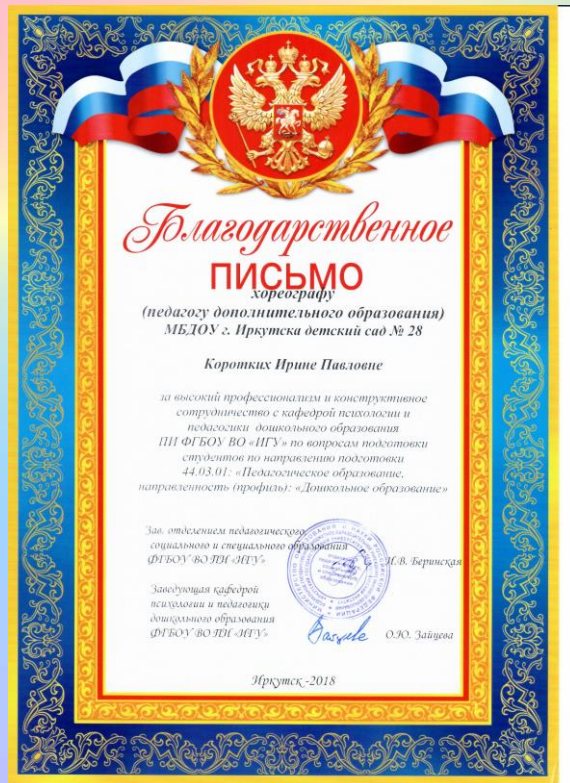 Благодарственное
ПИСЬМО
хореографу
(педагогу дополнительного образования)
МБДОУ г. Иркутска детский сад № 28
Коротких Ирине Павловне
за высокий профессионализм и конструктивное
сотрудничество с кафедрой психологии и
педагогики дошкольного образования
ПИ ФГБОУ ВО «ИГУ» по вопросам подготовки
студентов по направлению подготовки
44.03.01: «Педагогическое образование,
направленность (профиль): «Дошкольное образование»
Зав. отделением педагогического,
социального и специального образования
ФГБОУ ВО ПИ «ИГУ» И.В. Беринская
Заведующая кафедрой
психологии и педагогики
дошкольного образования
ФГБОУ ВО ПИ «ИГУ» О.Ю. Зайцева
Иркутск -2018